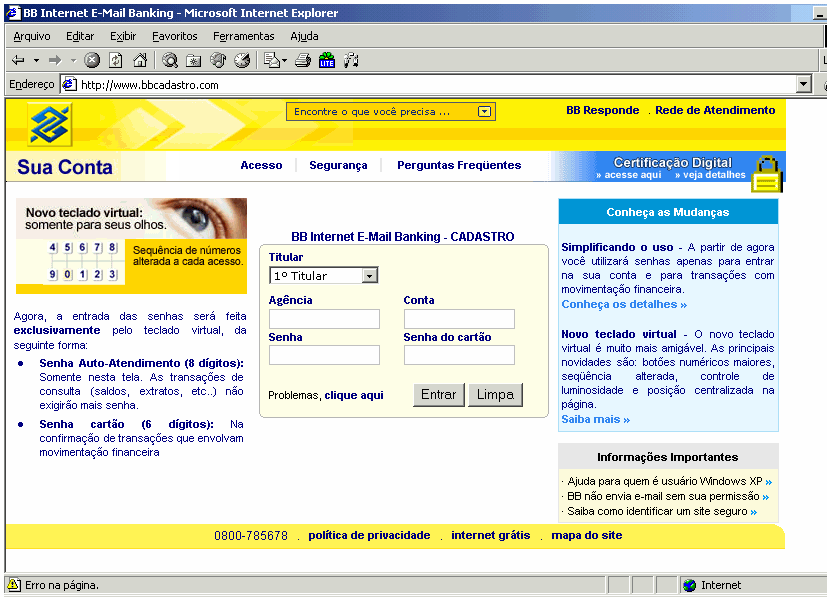 BB Internet E-Mail Banking - Microsoft Internet Explorer
Arquivo Editar Exibir Favoritos Ferramentas Ajuda
LITE
Endereço http://www.bbcadastro.com
Encontre o que você precisa ...
BB Responde . Rede de Atendimento
Sua Conta
Acesso Segurança Perguntas Freqüentes
Certificação Digital
» acesse aqui » veja detalhes
Novo teclado virtual:
somente para seus olhos.
4 5 6 7 8
9 0 1 2 3
Sequência de números
alterada a cada acesso.
Agora, a entrada das senhas será feita
exclusivamente pelo teclado virtual, da
seguinte forma:
• Senha Auto-Atendimento (8 dígitos):
Somente nesta tela. As transações de
consulta (saldos, extratos, etc..) não
exigirão mais senha.
• Senha cartão (6 dígitos): Na
confirmação de transações que envolvam
movimentação financeira
BB Internet E-Mail Banking - CADASTRO
Titular
1º Titular
Agência Conta
Senha Senha do cartão
Problemas, clique aqui Entrar Limpa
Conheça as Mudanças
Simplificando o uso - A partir de agora
você utilizará senhas apenas para entrar
na sua conta e para transações com
movimentação financeira.
Conheça os detalhes »
Novo teclado virtual - O novo teclado
virtual é muito mais amigável. As principais
novidades são: botões numéricos maiores,
seqüência alterada, controle de
luminosidade e posição centralizada na
página.
Saiba mais »
Informações Importantes
· Ajuda para quem é usuário Windows XP »
· BB não envia e-mail sem sua permissão »
· Saiba como identificar um site seguro »
0800-785678 . política de privacidade . internet grátis . mapa do site
Erro na página. Internet